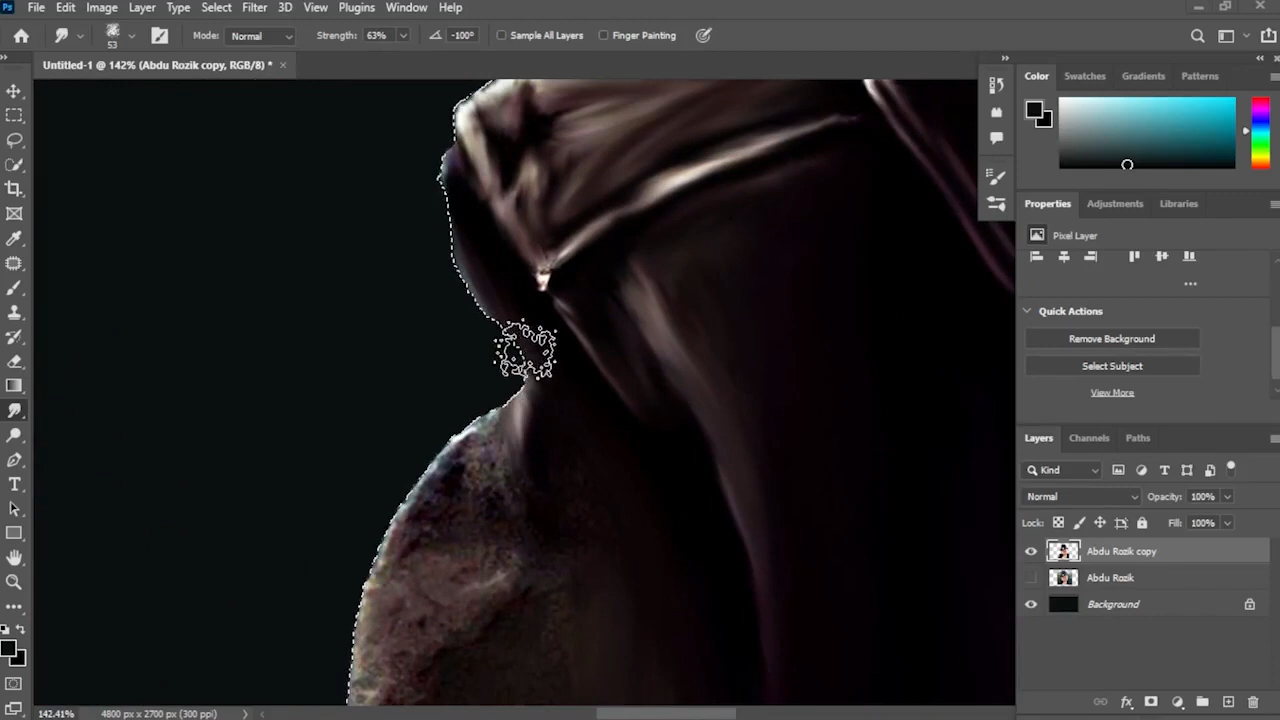 Ps File Edit Image Layer Type Select Filter 3D View Plugins Window Help
53 Mode: Normal Strength: 63% -100° Sample All Layers Finger Painting
Untitled-1 @ 142% (Abdu Rozik copy, RGB/8) * ×
Color Swatches Gradients Patterns
Properties Adjustments Libraries
Pixel Layer
Quick Actions
Remove Background
Select Subject
View More
Layers Channels Paths
Kind
Normal Opacity: 100%
Lock: Fill: 100%
Abdu Rozik copy
Abdu Rozik
Background
142.41% 4800 px x 2700 px (300 ppi)